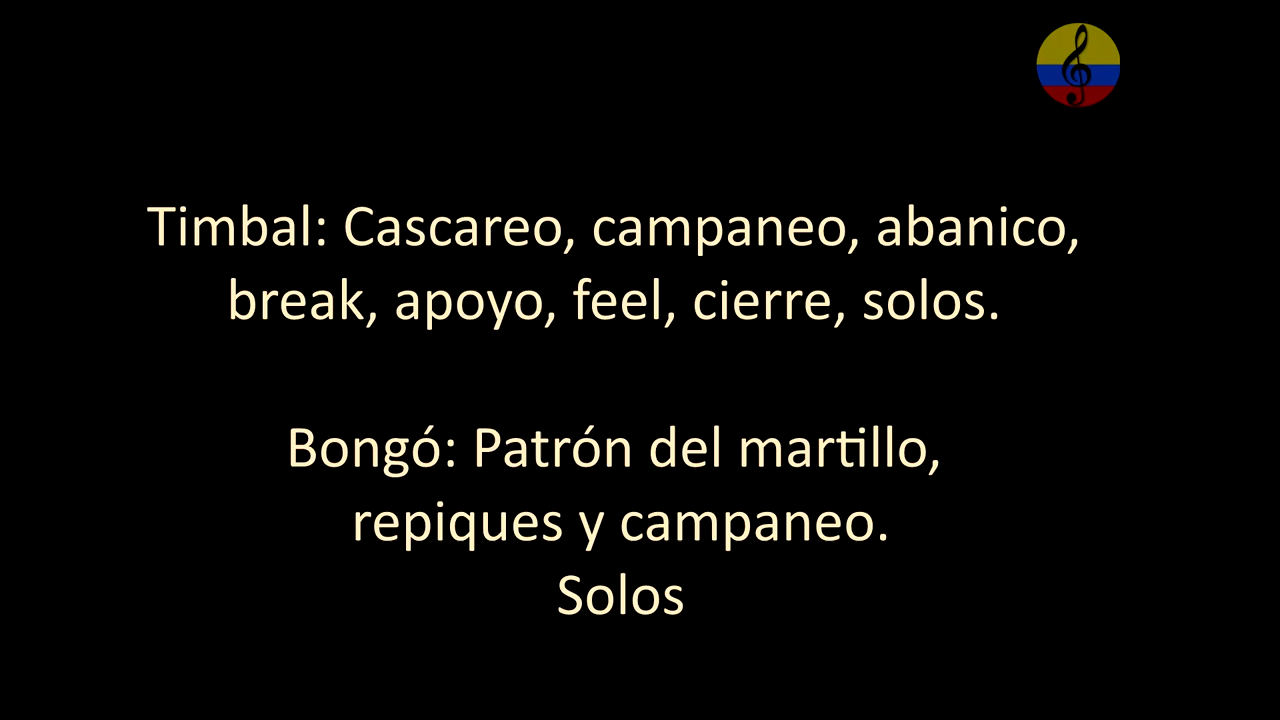 Timbal: Cascareo, campaneo, abanico,
break, apoyo, feel, cierre, solos.
Bongó: Patrón del martillo,
repiques y campaneo.
Solos